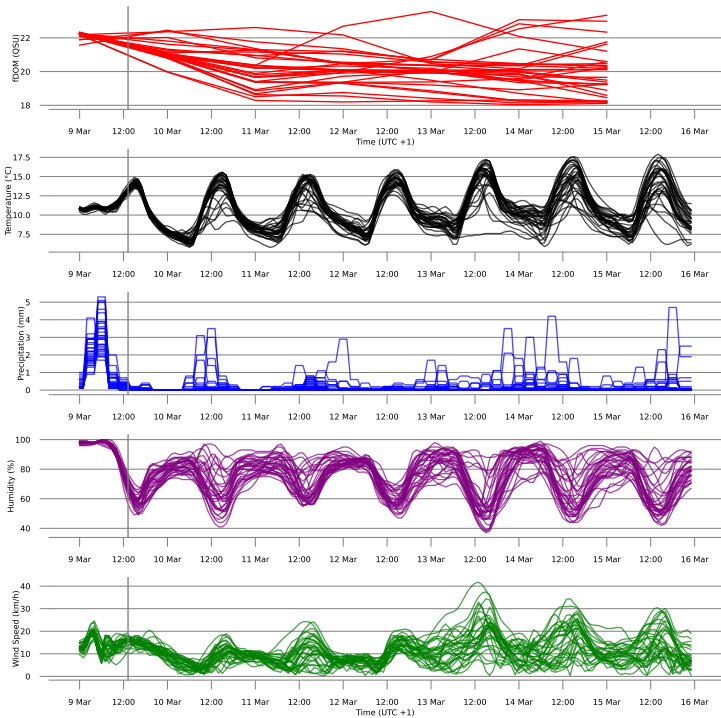 fDOM (QSU)
22
20
18
9 Mar 12:00 10 Mar 12:00 11 Mar 12:00 12 Mar 12:00 13 Mar 12:00 14 Mar 12:00 15 Mar 12:00 16 Mar
Time (UTC +1)
Temperature (°C)
17.5
15.0
12.5
10.0
7.5
9 Mar 12:00 10 Mar 12:00 11 Mar 12:00 12 Mar 12:00 13 Mar 12:00 14 Mar 12:00 15 Mar 12:00 16 Mar
Precipitation (mm)
5
4
3
2
1
0
9 Mar 12:00 10 Mar 12:00 11 Mar 12:00 12 Mar 12:00 13 Mar 12:00 14 Mar 12:00 15 Mar 12:00 16 Mar
Humidity (%)
100
80
60
40
9 Mar 12:00 10 Mar 12:00 11 Mar 12:00 12 Mar 12:00 13 Mar 12:00 14 Mar 12:00 15 Mar 12:00 16 Mar
Wind Speed (km/h)
40
30
20
10
0
9 Mar 12:00 10 Mar 12:00 11 Mar 12:00 12 Mar 12:00 13 Mar 12:00 14 Mar 12:00 15 Mar 12:00 16 Mar
Time (UTC +1)